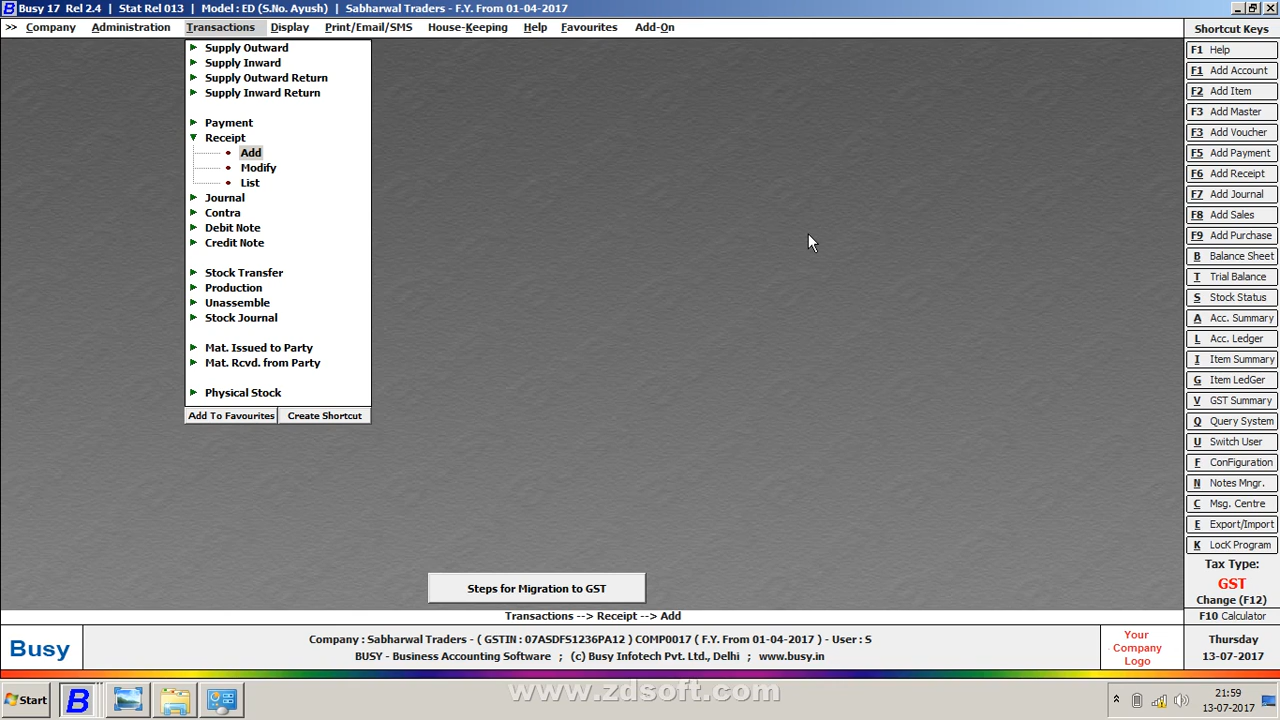 Busy 17 Rel 2.4 | Stat Rel 013 | Model : ED (S.No. Ayush) | Sabharwal Traders - F.Y. From 01-04-2017
>> Company Administration Transactions Display Print/Email/SMS House-Keeping Help Favourites Add-On
Supply Outward
Supply Inward
Supply Outward Return
Supply Inward Return
Payment
Receipt
Add
Modify
List
Journal
Contra
Debit Note
Credit Note
Stock Transfer
Production
Unassemble
Stock Journal
Mat. Issued to Party
Mat. Rcvd. from Party
Physical Stock
Add To Favourites Create Shortcut
Shortcut Keys
F1 Help
F1 Add Account
F2 Add Item
F3 Add Master
F3 Add Voucher
F5 Add Payment
F6 Add Receipt
F7 Add Journal
F8 Add Sales
F9 Add Purchase
B Balance Sheet
T Trial Balance
S Stock Status
A Acc. Summary
L Acc. Ledger
I Item Summary
G Item LedGer
V GST Summary
Q Query System
U Switch User
F ConFiguration
N Notes Mngr.
C Msg. Centre
E Export/Import
K LocK Program
Tax Type:
GST
Change (F12)
F10 Calculator
Steps for Migration to GST
Transactions --> Receipt --> Add
Busy
Company : Sabharwal Traders - ( GSTIN : 07ASDFS1236PA12 ) COMP0017 ( F.Y. From 01-04-2017 ) - User : S
BUSY - Business Accounting Software ; (c) Busy Infotech Pvt. Ltd., Delhi ; www.busy.in
Your
Company
Logo
Thursday
13-07-2017
Start
B
www.zdsoft.com
21:59
13-07-2017